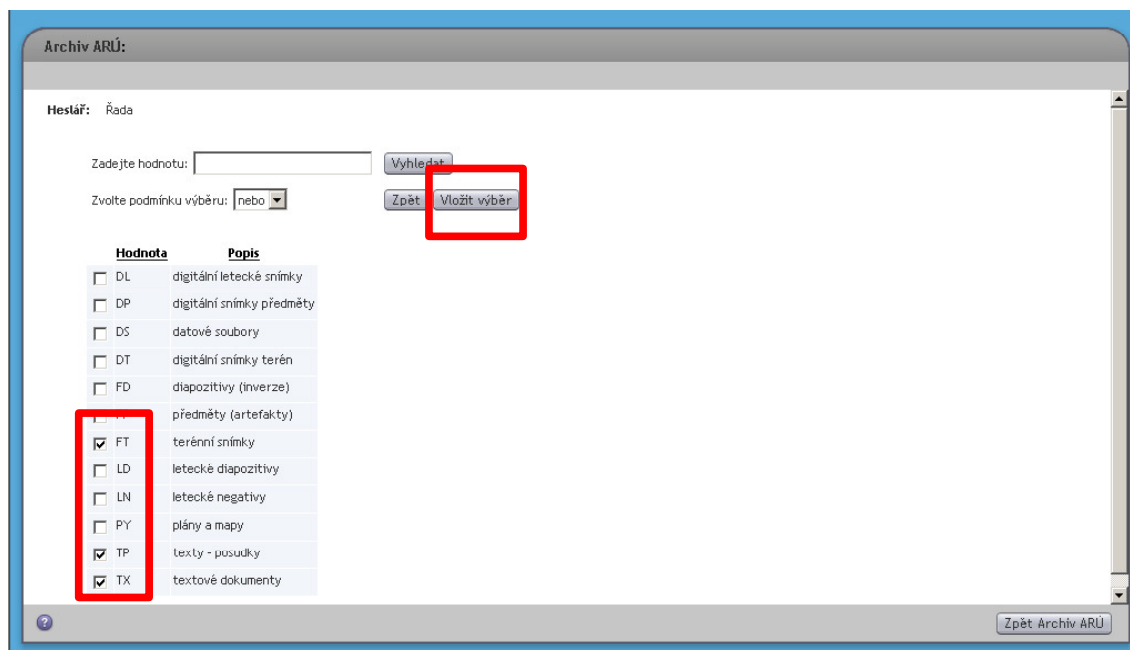 Archiv ARÚ:
Heslář: Řada
Zadejte hodnotu: Vyhledat
Zvolte podmínku výběru: nebo Zpět Vložit výběr
Hodnota Popis
DL digitální letecké snímky
DP digitální snímky předměty
DS datové soubory
DT digitální snímky terén
FD diapozitivy (inverze)
předměty (artefakty)
FT terénní snímky
LD letecké diapozitivy
LN letecké negativy
PY plány a mapy
TP texty - posudky
TX textové dokumenty
Zpět Archiv ARÚ